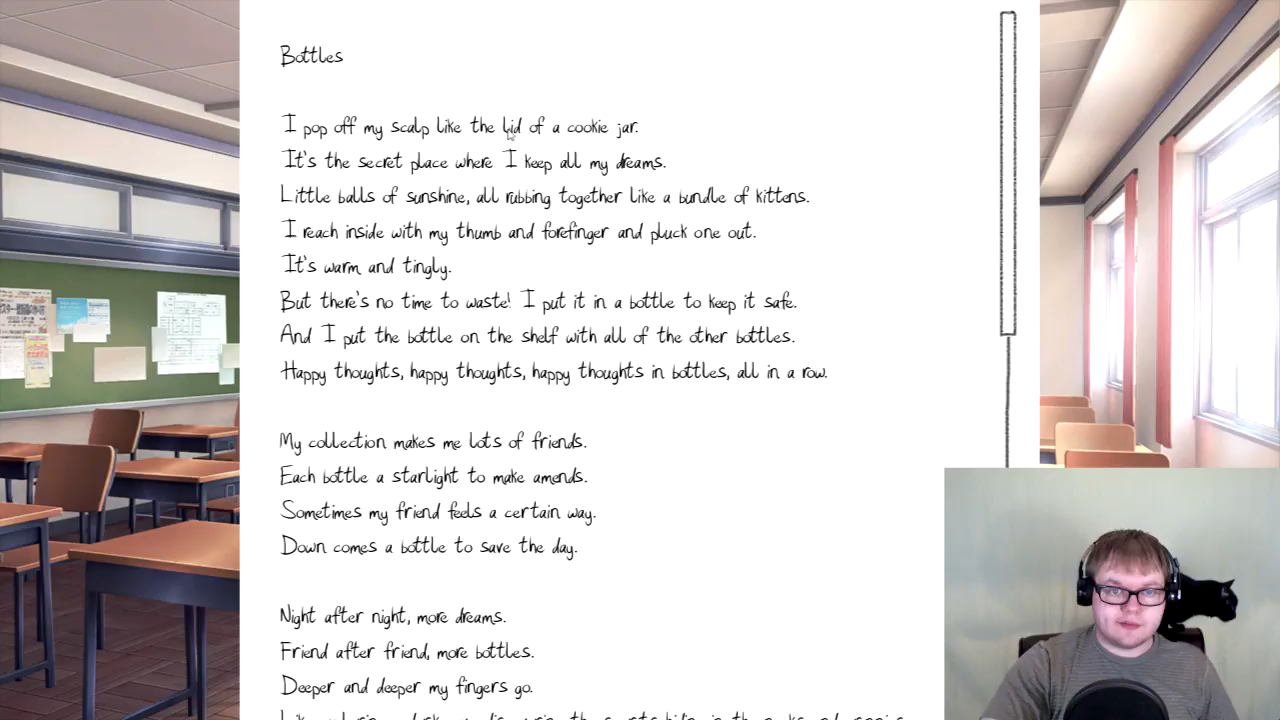 Bottles
I pop off my scalp like the lid of a cookie jar.
It's the secret place where I keep all my dreams.
Little balls of sunshine, all rubbing together like a bundle of kittens.
I reach inside with my thumb and forefinger and pluck one out.
It's warm and tingly.
But there's no time to waste! I put it in a bottle to keep it safe.
And I put the bottle on the shelf with all of the other bottles.
Happy thoughts, happy thoughts, happy thoughts in bottles, all in a row.
My collection makes me lots of friends.
Each bottle a starlight to make amends.
Sometimes my friend feels a certain way.
Down comes a bottle to save the day.
Night after night, more dreams.
Friend after friend, more bottles.
Deeper and deeper my fingers go.